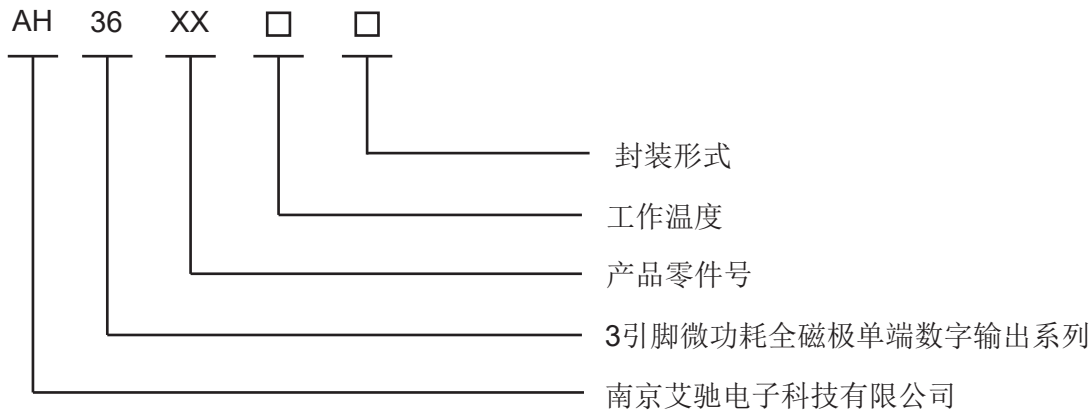 AH 36 XX □ □
封装形式
工作温度
产品零件号
3引脚微功耗全磁极单端数字输出系列
南京艾驰电子科技有限公司